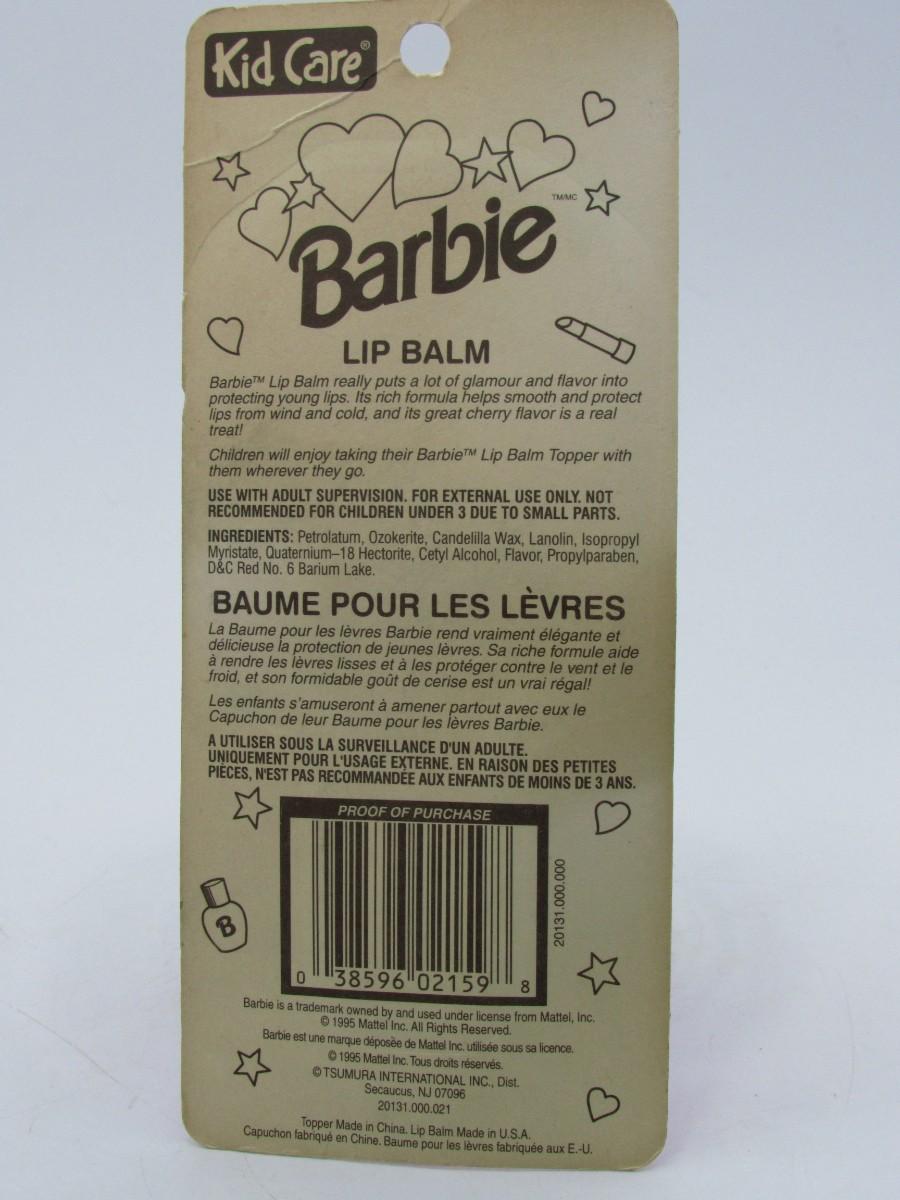 Kid Care®
Barbie TM/MC
LIP BALM
Barbie™ Lip Balm really puts a lot of glamour and flavor into
protecting young lips. Its rich formula helps smooth and protect
lips from wind and cold, and its great cherry flavor is a real
treat!
Children will enjoy taking their Barbie™ Lip Balm Topper with
them wherever they go.
USE WITH ADULT SUPERVISION. FOR EXTERNAL USE ONLY. NOT
RECOMMENDED FOR CHILDREN UNDER 3 DUE TO SMALL PARTS.
INGREDIENTS: Petrolatum, Ozokerite, Candelilla Wax, Lanolin, Isopropyl
Myristate, Quaternium–18 Hectorite, Cetyl Alcohol, Flavor, Propylparaben,
D&C Red No. 6 Barium Lake.
BAUME POUR LES LÈVRES
La Baume pour les lèvres Barbie rend vraiment élégante et
délicieuse la protection de jeunes lèvres. Sa riche formule aide
à rendre les lèvres lisses et à les protéger contre le vent et le
froid, et son formidable goût de cerise est un vrai régal!
Les enfants s'amuseront à amener partout avec eux le
Capuchon de leur Baume pour les lèvres Barbie.
A UTILISER SOUS LA SURVEILLANCE D'UN ADULTE.
UNIQUEMENT POUR L'USAGE EXTERNE. EN RAISON DES PETITES
PIÈCES, N'EST PAS RECOMMANDÉE AUX ENFANTS DE MOINS DE 3 ANS.
PROOF OF PURCHASE
B
20131.000.000
0 38596 02159 8
Barbie is a trademark owned by and used under license from Mattel, Inc.
© 1995 Mattel Inc. All Rights Reserved.
Barbie est une marque déposée de Mattel Inc. utilisée sous sa licence.
© 1995 Mattel Inc. Tous droits réservés.
© TSUMURA INTERNATIONAL INC., Dist.
Secaucus, NJ 07096
20131.000.021
Topper Made in China. Lip Balm Made in U.S.A.
Capuchon fabriqué en Chine. Baume pour les lèvres fabriquée aux E.-U.